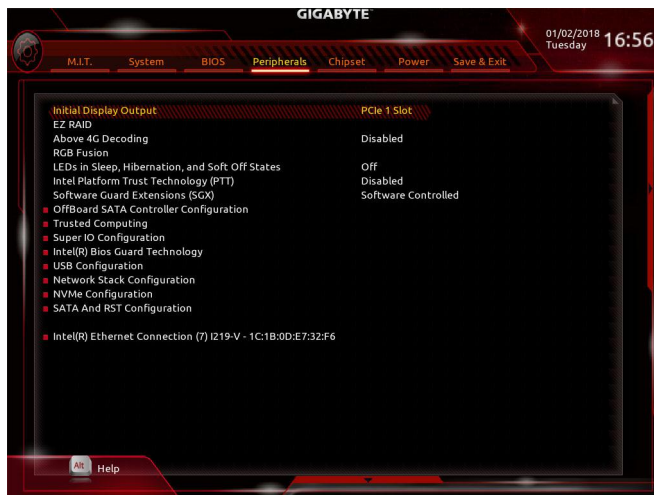 GIGABYTE™
01/02/2018 Tuesday 16:56
M.I.T. System BIOS Peripherals Chipset Power Save & Exit
Initial Display Output PCIe 1 Slot
EZ RAID
Above 4G Decoding Disabled
RGB Fusion
LEDs in Sleep, Hibernation, and Soft Off States Off
Intel Platform Trust Technology (PTT) Disabled
Software Guard Extensions (SGX) Software Controlled
OffBoard SATA Controller Configuration
Trusted Computing
Super IO Configuration
Intel(R) Bios Guard Technology
USB Configuration
Network Stack Configuration
NVMe Configuration
SATA And RST Configuration
Intel(R) Ethernet Connection (7) I219-V - 1C:1B:0D:E7:32:F6
Alt Help